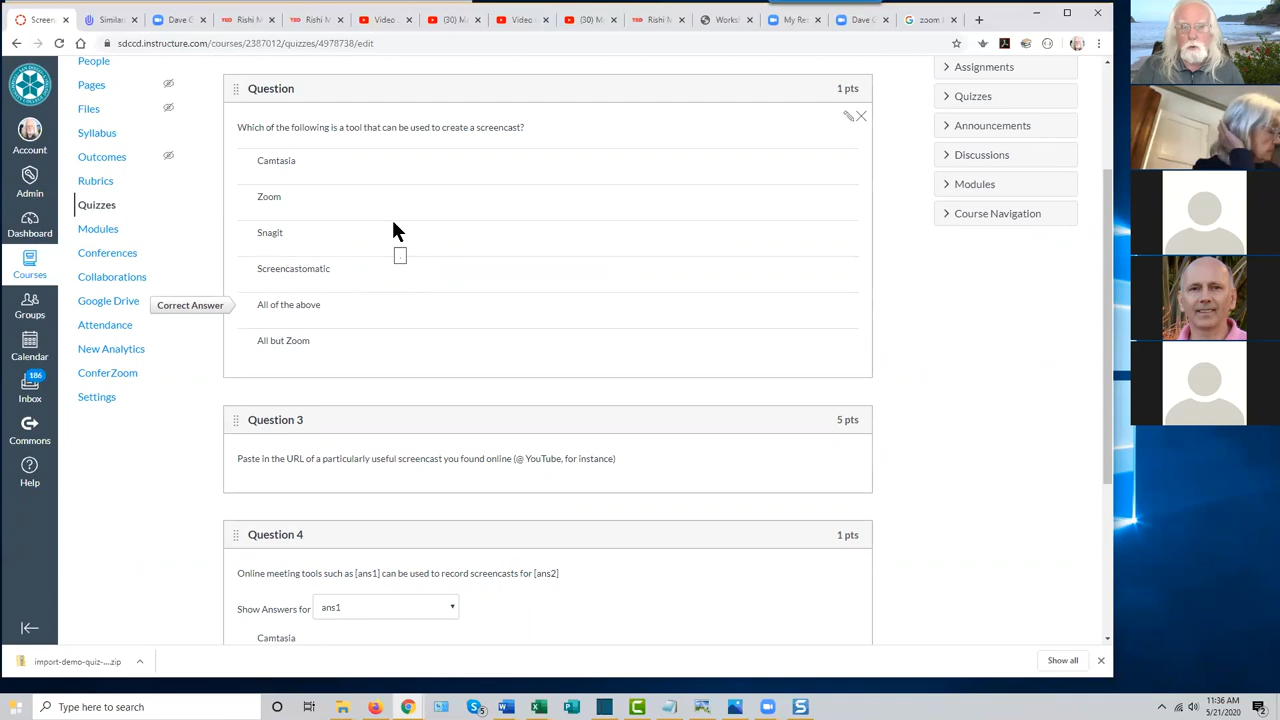 Screen
Similar
Dave G
Rishi M
Rishi M
Video
(30) M
Video
(30) M
Rishi M
Worksh
My Rec
Dave G
zoom
sdccd.instructure.com/courses/2387012/quizzes/4978738/edit
Account
Admin
Dashboard
Courses
Groups
Calendar
186
Inbox
Commons
Help
People
Pages
Files
Syllabus
Outcomes
Rubrics
Quizzes
Modules
Conferences
Collaborations
Google Drive
Attendance
New Analytics
ConferZoom
Settings
Question
1 pts
Which of the following is a tool that can be used to create a screencast?
Camtasia
Zoom
Snagit
Screencastomatic
Correct Answer
All of the above
All but Zoom
Question 3
5 pts
Paste in the URL of a particularly useful screencast you found online (@ YouTube, for instance)
Question 4
1 pts
Online meeting tools such as [ans1] can be used to record screencasts for [ans2]
Show Answers for
ans1
Camtasia
Assignments
Quizzes
Announcements
Discussions
Modules
Course Navigation
import-demo-quiz-....zip
Show all
Type here to search
11:36 AM
5/21/2020